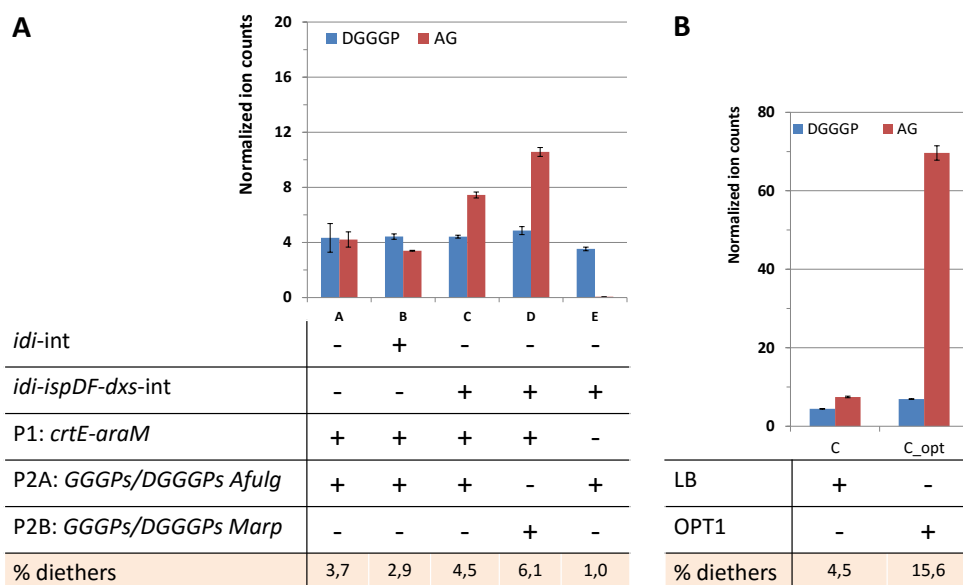 A
Normalized ion counts
20
16
12
8
4
0
DGGGP AG
A B C D E
idi-int - + - - -
idi-ispDF-dxs-int - - + + +
P1: crtE-araM + + + + -
P2A: GGGPs/DGGGPs Afulg + + + - +
P2B: GGGPs/DGGGPs Marp - - - + -
% diethers 3,7 2,9 4,5 6,1 1,0
B
Normalized ion counts
80
60
40
20
0
DGGGP AG
C C_opt
LB + -
OPT1 - +
% diethers 4,5 15,6